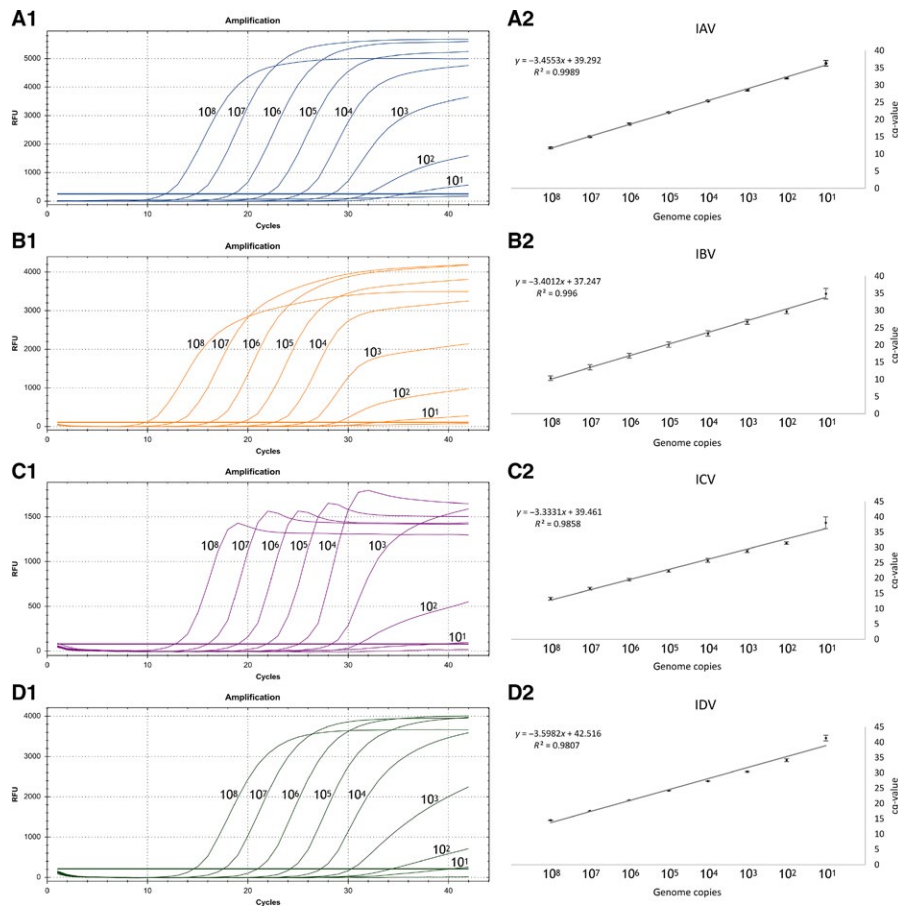 A1
Amplification
5000
4000
3000
2000
1000
0
RFU
10⁸ 10⁷ 10⁶ 10⁵ 10⁴ 10³
10²
10¹
0 10 20 30 40
Cycles
A2
IAV
y = −3.4553x + 39.292
R² = 0.9989
40
35
30
25
20
15
10
5
0
cq-value
10⁸ 10⁷ 10⁶ 10⁵ 10⁴ 10³ 10² 10¹
Genome copies
B1
Amplification
4000
3000
2000
1000
0
RFU
10⁸ 10⁷ 10⁶ 10⁵ 10⁴
10³
10²
10¹
0 10 20 30 40
Cycles
B2
IBV
y = −3.4012x + 37.247
R² = 0.996
40
35
30
25
20
15
10
5
0
cq-value
10⁸ 10⁷ 10⁶ 10⁵ 10⁴ 10³ 10² 10¹
Genome copies
C1
Amplification
1500
1000
500
0
RFU
10⁸ 10⁷ 10⁶ 10⁵ 10⁴ 10³
10²
10¹
0 10 20 30 40
Cycles
C2
ICV
y = −3.3331x + 39.461
R² = 0.9858
45
40
35
30
25
20
15
10
5
0
cq-value
10⁸ 10⁷ 10⁶ 10⁵ 10⁴ 10³ 10² 10¹
Genome copies
D1
Amplification
4000
3000
2000
1000
0
RFU
10⁸ 10⁷ 10⁶ 10⁵ 10⁴ 10³
10²
10¹
0 10 20 30 40
Cycles
D2
IDV
y = −3.5982x + 42.516
R² = 0.9807
45
40
35
30
25
20
15
10
5
0
cq-value
10⁸ 10⁷ 10⁶ 10⁵ 10⁴ 10³ 10² 10¹
Genome copies